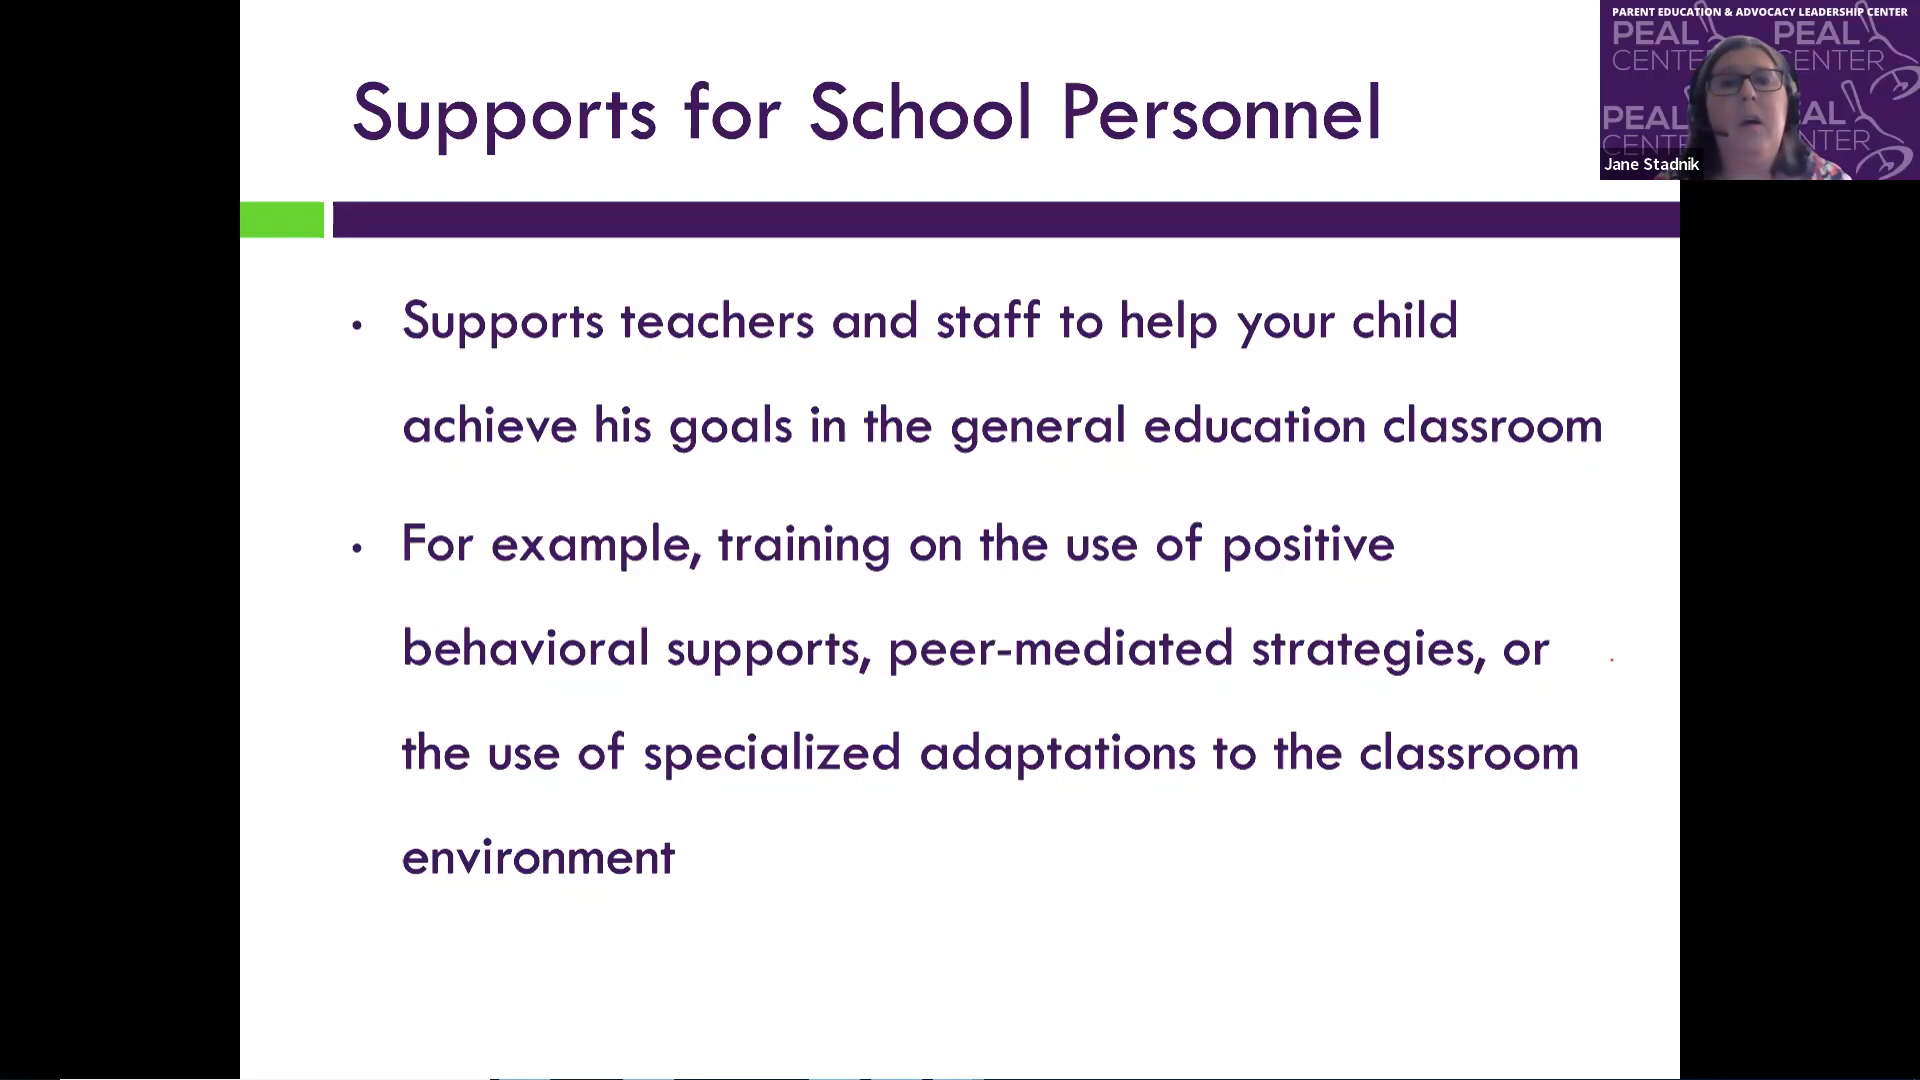 Supports for School Personnel
PARENT EDUCATION & ADVOCACY LEADERSHIP CENTER
PEAL PEAL
CENTER CENTER
PEAL
CENTER
Jane Stadnik
• Supports teachers and staff to help your child
achieve his goals in the general education classroom
• For example, training on the use of positive
behavioral supports, peer-mediated strategies, or
the use of specialized adaptations to the classroom
environment